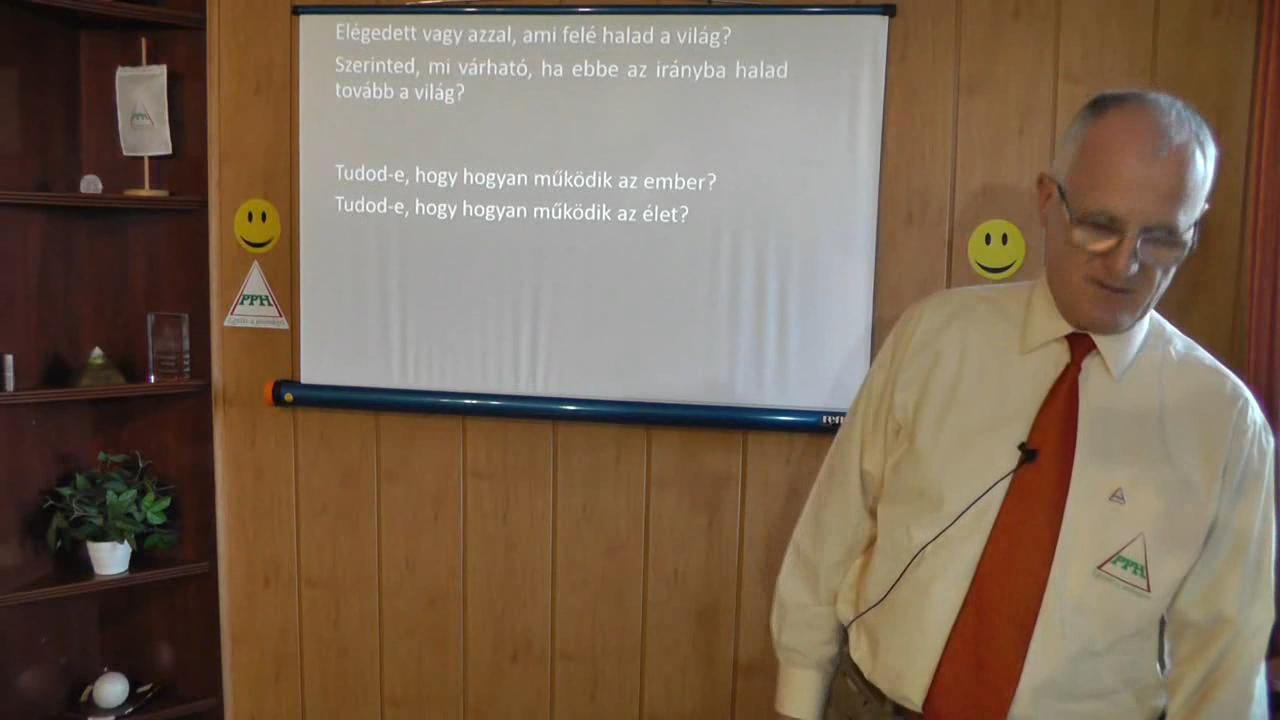 Elégedett vagy azzal, ami felé halad a világ?
Szerinted, mi várható, ha ebbe az irányba halad
tovább a világ?
Tudod-e, hogy hogyan működik az ember?
Tudod-e, hogy hogyan működik az élet?
PPH
PPH
PPH